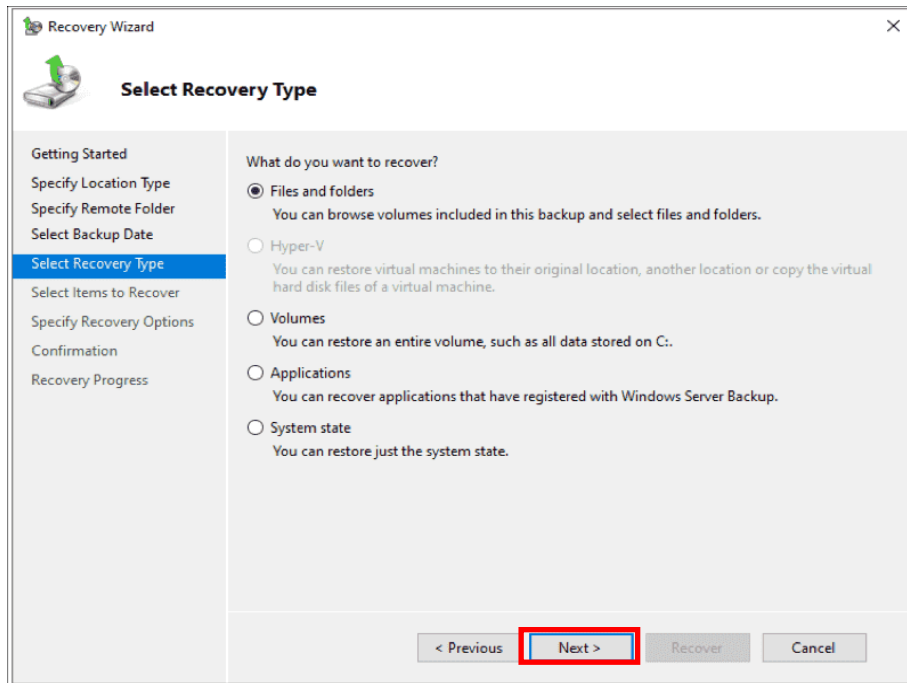 Recovery Wizard
Select Recovery Type
Getting Started
Specify Location Type
Specify Remote Folder
Select Backup Date
Select Recovery Type
Select Items to Recover
Specify Recovery Options
Confirmation
Recovery Progress
What do you want to recover?
Files and folders
You can browse volumes included in this backup and select files and folders.
Hyper-V
You can restore virtual machines to their original location, another location or copy the virtual
hard disk files of a virtual machine.
Volumes
You can restore an entire volume, such as all data stored on C:.
Applications
You can recover applications that have registered with Windows Server Backup.
System state
You can restore just the system state.
< Previous
Next >
Recover
Cancel